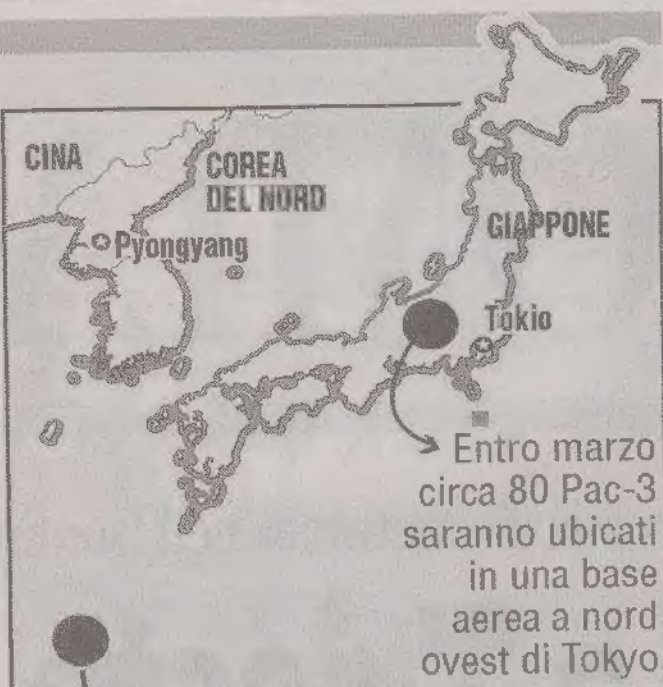 CINA
COREA
DEL NORD
Pyongyang
GIAPPONE
Tokio
Entro marzo
circa 80 Pac-3
saranno ubicati
in una base
aerea a nord
ovest di Tokyo